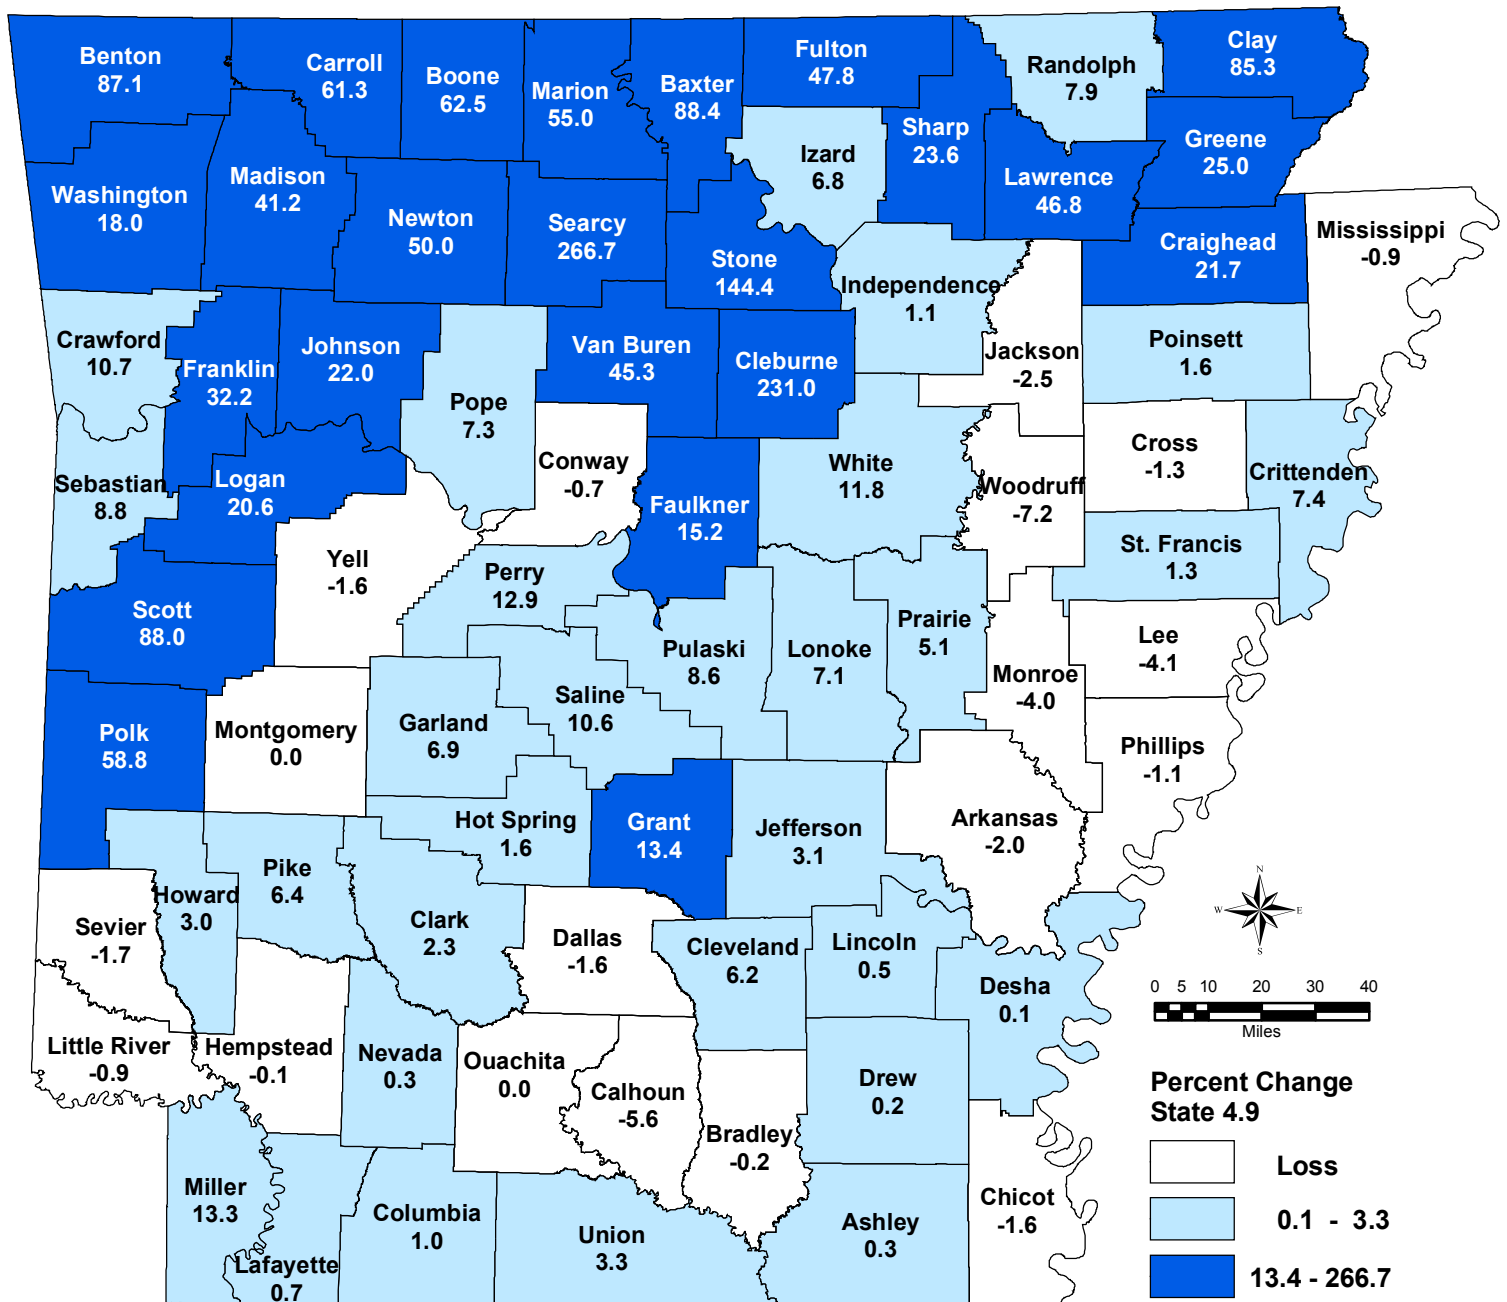 Benton
87.1
Carroll
61.3
Boone
62.5
Marion
55.0
Baxter
88.4
Fulton
47.8
Randolph
7.9
Clay
85.3
Sharp
23.6
Izard
6.8
Greene
25.0
Lawrence
46.8
Washington
18.0
Madison
41.2
Newton
50.0
Searcy
266.7
Stone
144.4
Independence
1.1
Craighead
21.7
Mississippi
-0.9
Crawford
10.7
Franklin
32.2
Johnson
22.0
Pope
7.3
Van Buren
45.3
Cleburne
231.0
Jackson
-2.5
Poinsett
1.6
Sebastian
8.8
Logan
20.6
Conway
-0.7
Faulkner
15.2
White
11.8
Woodruff
-7.2
Cross
-1.3
Crittenden
7.4
Scott
88.0
Yell
-1.6
Perry
12.9
Pulaski
8.6
Lonoke
7.1
Prairie
5.1
St. Francis
1.3
Lee
-4.1
Monroe
-4.0
Polk
58.8
Montgomery
0.0
Garland
6.9
Saline
10.6
Phillips
-1.1
Hot Spring
1.6
Grant
13.4
Jefferson
3.1
Arkansas
-2.0
Howard
3.0
Pike
6.4
Clark
2.3
Sevier
-1.7
Dallas
-1.6
Cleveland
6.2
Lincoln
0.5
Desha
0.1
Little River
-0.9
Hempstead
-0.1
Nevada
0.3
Ouachita
0.0
Calhoun
-5.6
Bradley
-0.2
Drew
0.2
Miller
13.3
Lafayette
0.7
Columbia
1.0
Union
3.3
Ashley
0.3
Chicot
-1.6
N
W E
S
0 5 10 20 30 40
Miles
Percent Change
State 4.9
Loss
0.1 - 3.3
13.4 - 266.7